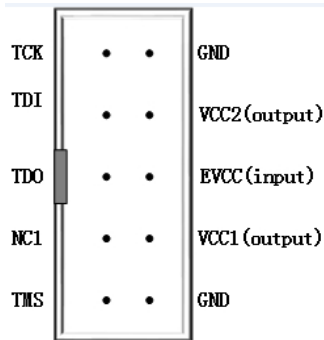 TCK GND
TDI VCC2(output)
TDO EVCC(input)
NC1 VCC1(output)
TMS GND